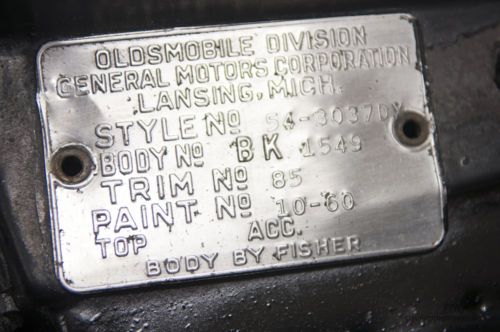 OLDSMOBILE DIVISION
GENERAL MOTORS CORPORATION
LANSING, MICH.
STYLE Nº 54-3037DX
BODY Nº BK 1549
TRIM Nº 85
PAINT Nº 10-60
TOP ACC.
BODY BY FISHER